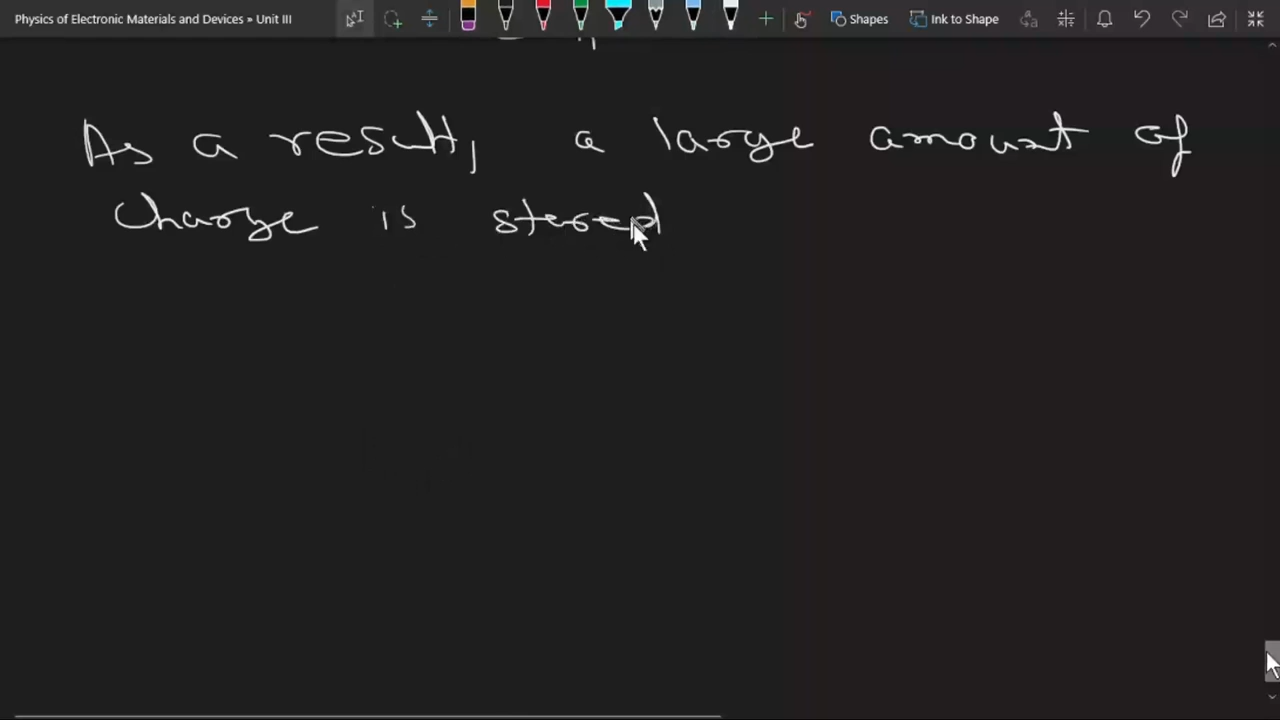 Physics of Electronic Materials and Devices » Unit III
Shapes
Ink to Shape
As a result, a large amount of
charge is stored